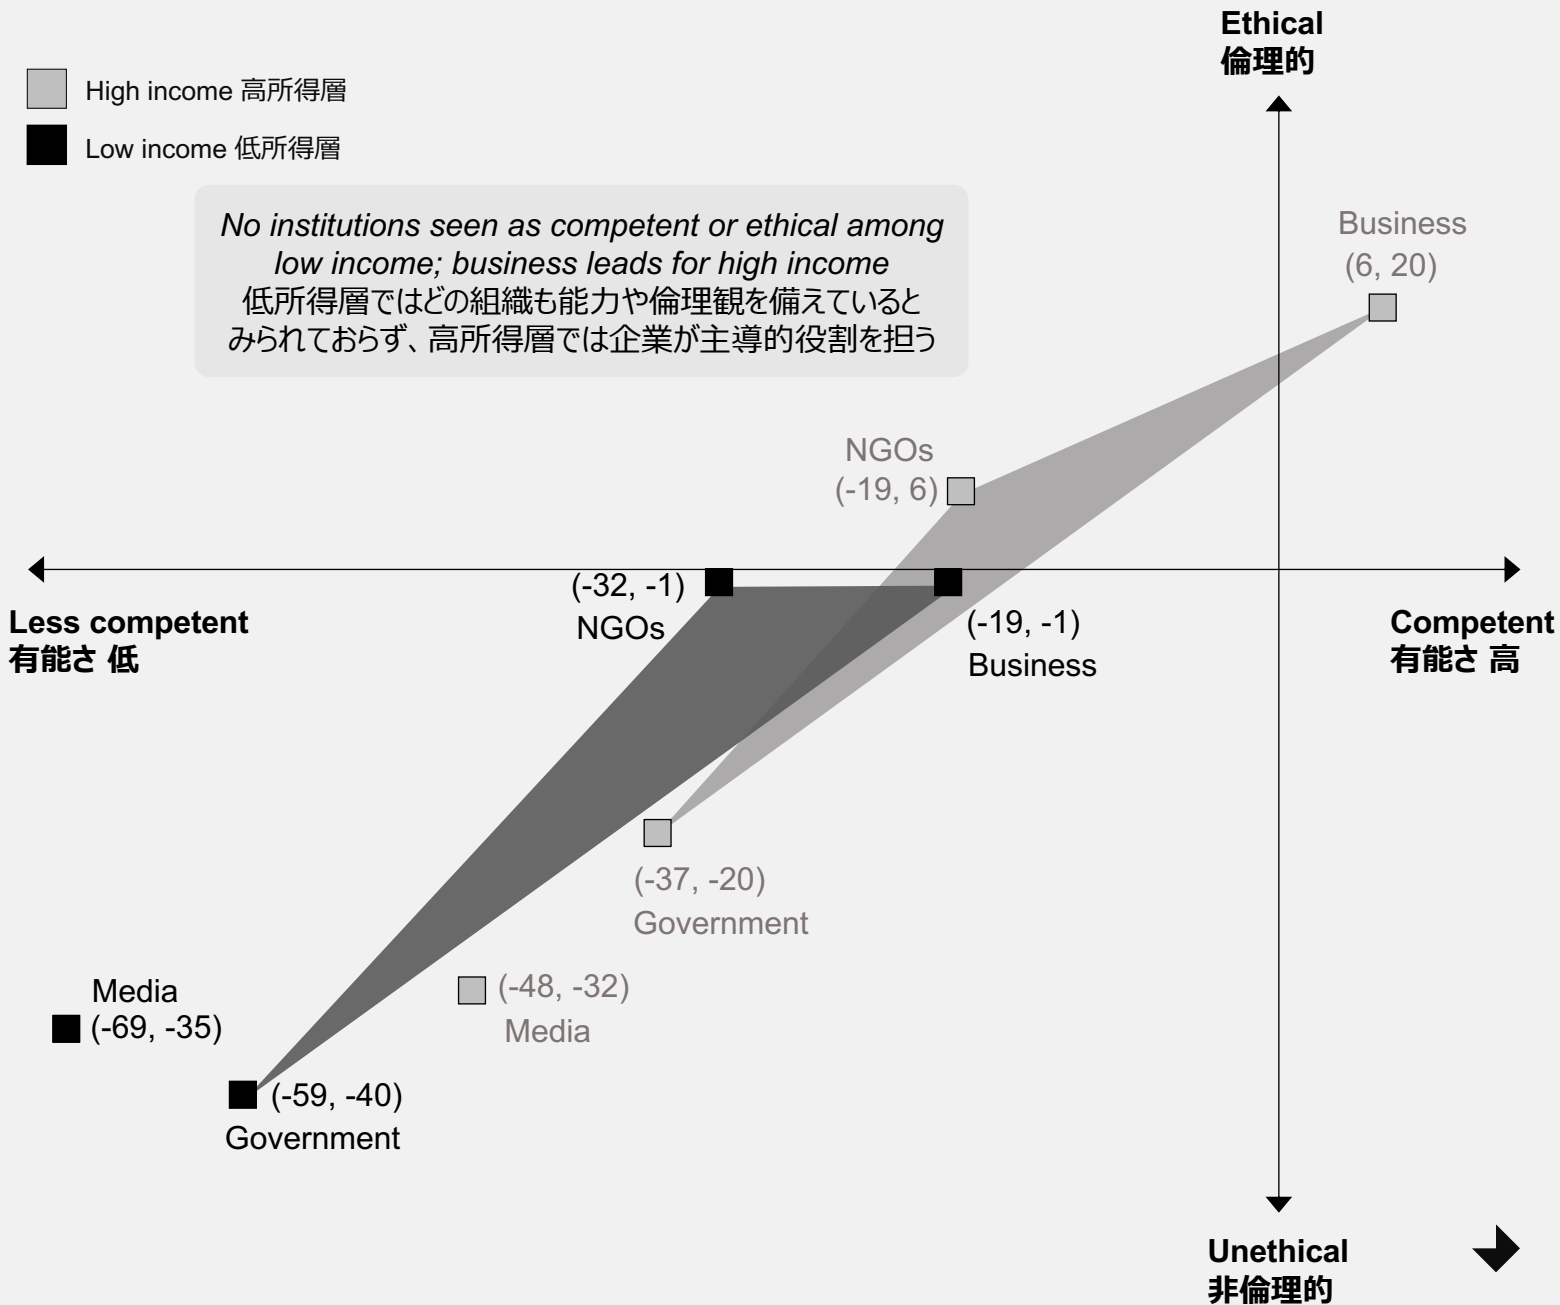 Ethical
倫理的
High income 高所得層
Low income 低所得層
No institutions seen as competent or ethical among
low income; business leads for high income
低所得層ではどの組織も能力や倫理観を備えていると
みられておらず、高所得層では企業が主導的役割を担う
Business
(6, 20)
NGOs
(-19, 6)
(-32, -1)
NGOs
(-19, -1)
Business
Less competent
有能さ 低
Competent
有能さ 高
(-37, -20)
Government
(-48, -32)
Media
Media
(-69, -35)
(-59, -40)
Government
Unethical
非倫理的